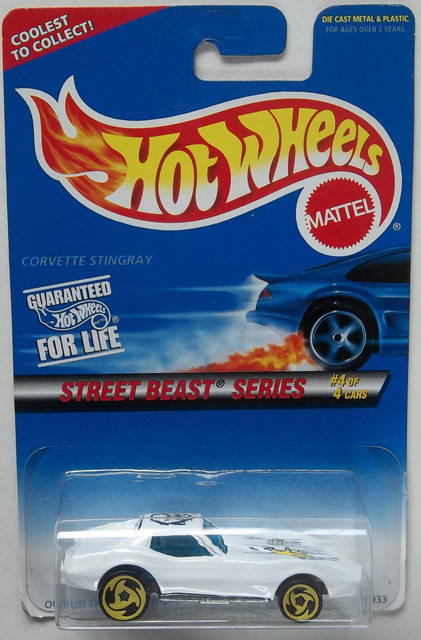 COOLEST
TO COLLECT!
DIE CAST METAL & PLASTIC.
FOR AGES OVER 3 YEARS
HOT WHEELS
MATTEL
®
CORVETTE STINGRAY
GUARANTEED
HOT WHEELS ®
FOR LIFE
STREET BEAST® SERIES
#4 OF
4 CARS
933